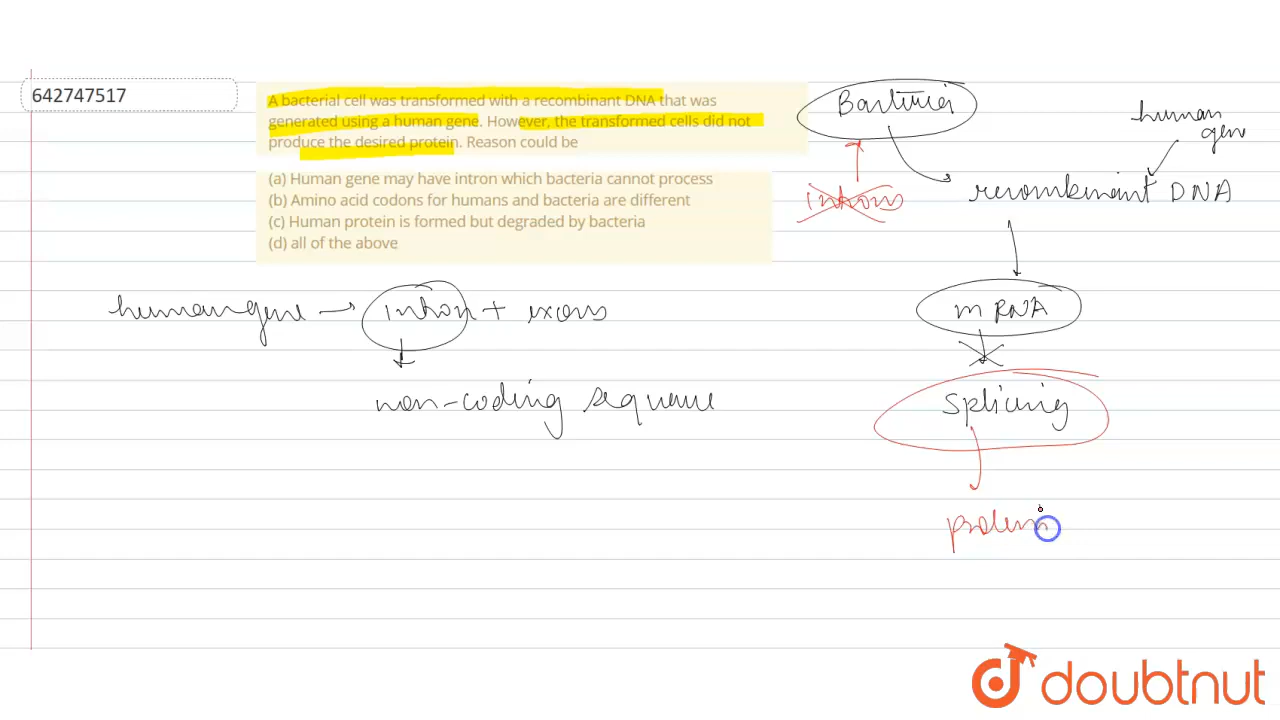 642747517
A bacterial cell was transformed with a recombinant DNA that was
generated using a human gene. However, the transformed cells did not
produce the desired protein. Reason could be
(a) Human gene may have intron which bacteria cannot process
(b) Amino acid codons for humans and bacteria are different
(c) Human protein is formed but degraded by bacteria
(d) all of the above
Bacteria
human
gene
introns
recombinant DNA
human gene → intron + exons
mRNA
non-coding sequence
splicing
protein
doubtnut